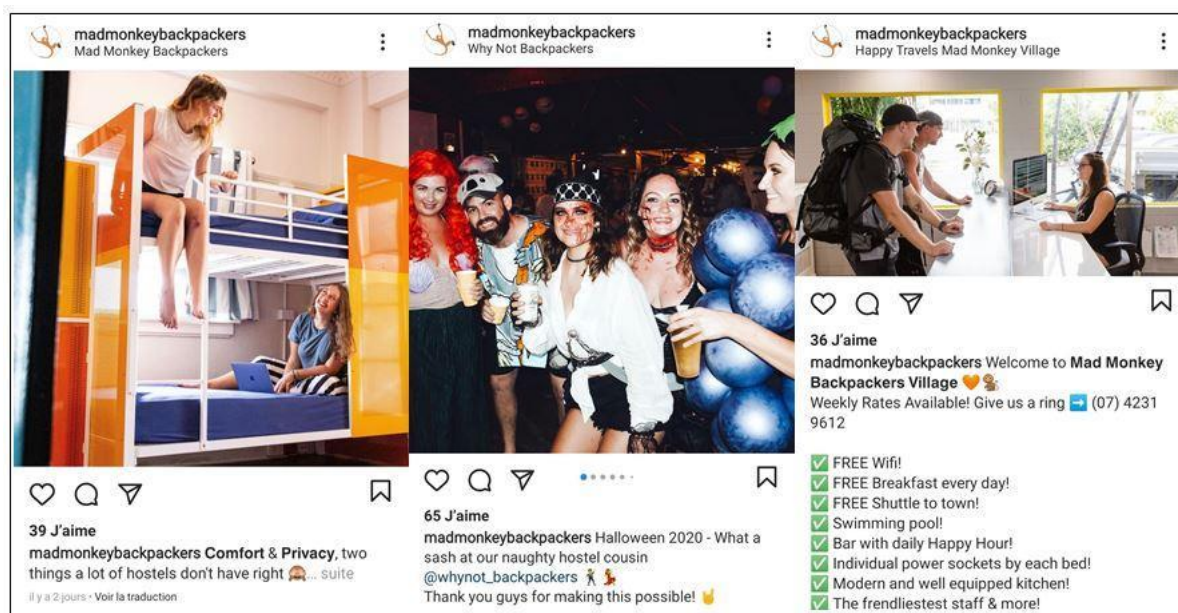 madmonkeybackpackers
Mad Monkey Backpackers
39 J'aime
madmonkeybackpackers Comfort & Privacy, two
things a lot of hostels don't have right 🙈... suite
il y a 2 jours • Voir la traduction
madmonkeybackpackers
Why Not Backpackers
65 J'aime
madmonkeybackpackers Halloween 2020 - What a
sash at our naughty hostel cousin
@whynot_backpackers 🕺💃
Thank you guys for making this possible! 🤘
madmonkeybackpackers
Happy Travels Mad Monkey Village
36 J'aime
madmonkeybackpackers Welcome to Mad Monkey
Backpackers Village 🧡🐒
Weekly Rates Available! Give us a ring ➡️ (07) 4231
9612
✅ FREE Wifi!
✅ FREE Breakfast every day!
✅ FREE Shuttle to town!
✅ Swimming pool!
✅ Bar with daily Happy Hour!
✅ Individual power sockets by each bed!
✅ Modern and well equipped kitchen!
✅ The frendliestest staff & more!